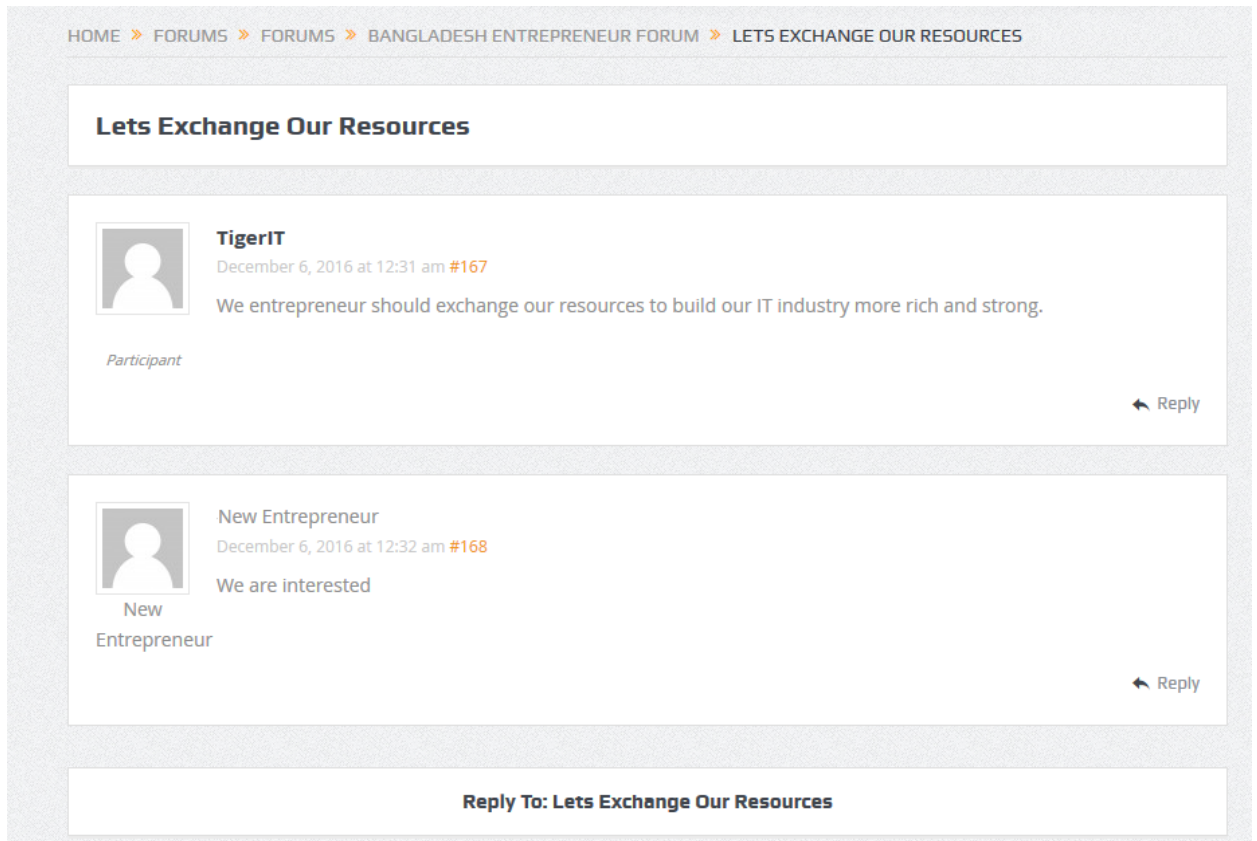 HOME » FORUMS » FORUMS » BANGLADESH ENTREPRENEUR FORUM » LETS EXCHANGE OUR RESOURCES
Lets Exchange Our Resources
TigerIT
December 6, 2016 at 12:31 am #167
We entrepreneur should exchange our resources to build our IT industry more rich and strong.
Participant
Reply
New Entrepreneur
December 6, 2016 at 12:32 am #168
We are interested
New
Entrepreneur
Reply
Reply To: Lets Exchange Our Resources